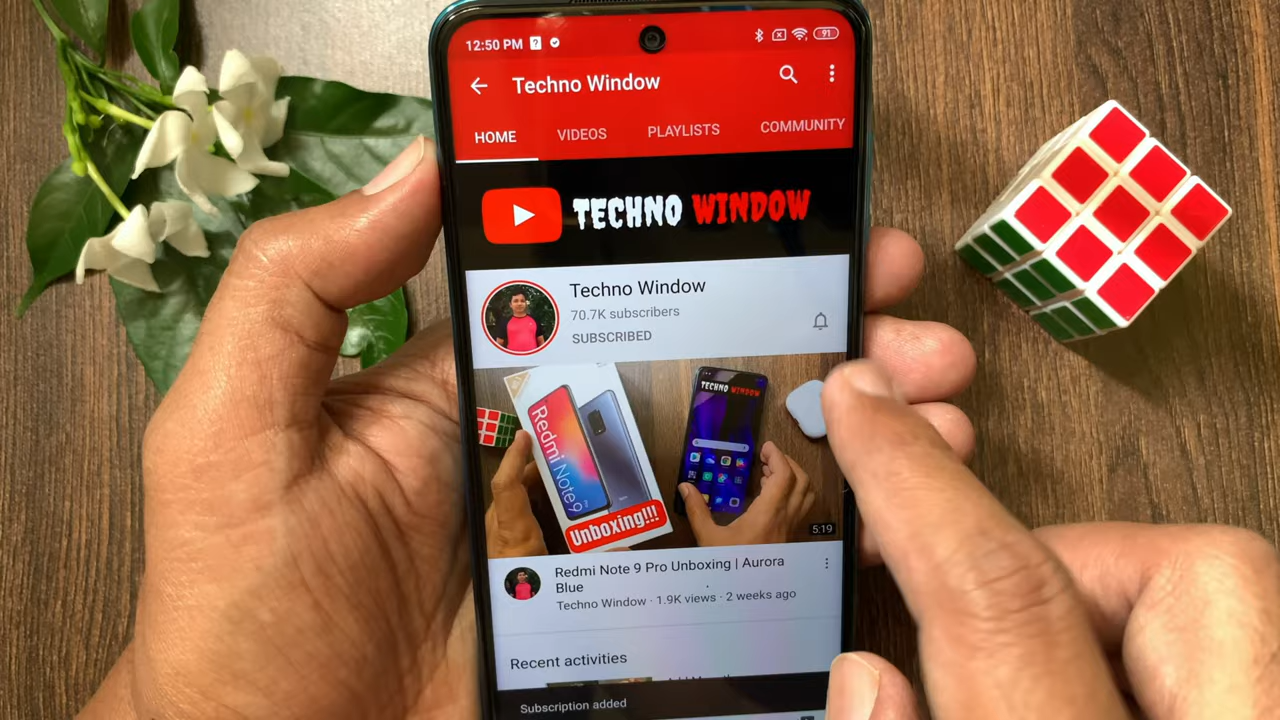 12:50 PM
91
Techno Window
HOME VIDEOS PLAYLISTS COMMUNITY
TECHNO WINDOW
Techno Window
70.7K subscribers
SUBSCRIBED
TECHNO WINDOW
Redmi Note 9
Unboxing!!!
5:19
Redmi Note 9 Pro Unboxing | Aurora
Blue
Techno Window · 1.9K views · 2 weeks ago
Recent activities
Subscription added